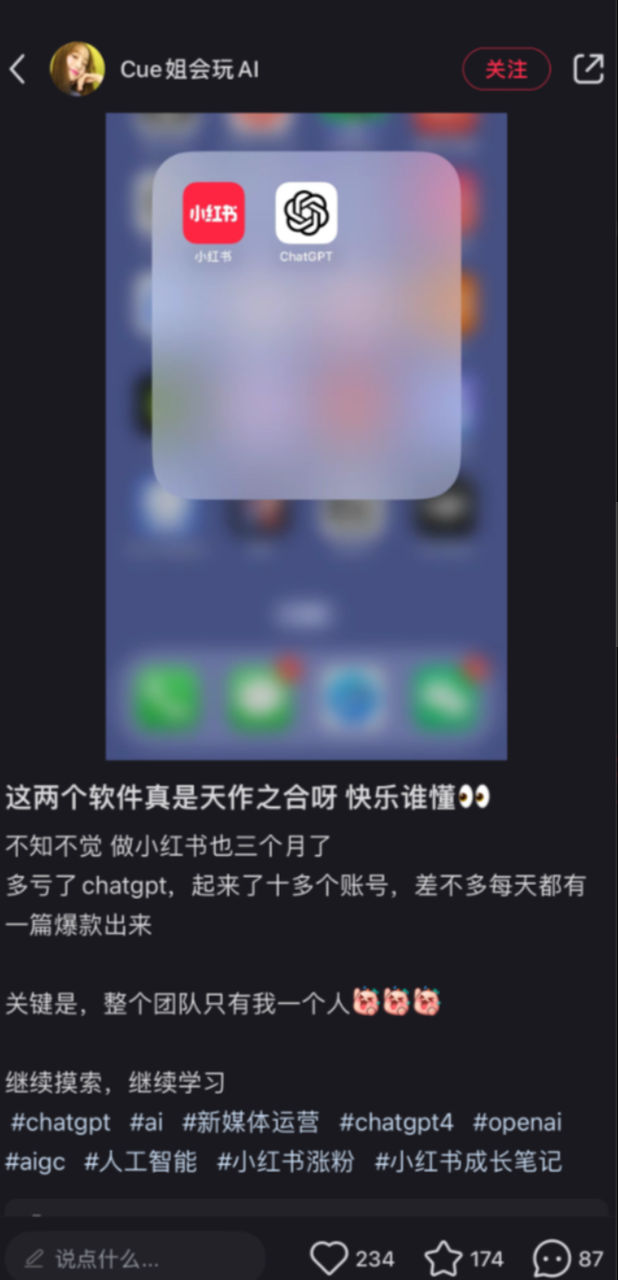 Cue姐会玩AI
关注
小红书
小红书
ChatGPT
这两个软件真是天作之合呀 快乐谁懂👀
不知不觉 做小红书也三个月了
多亏了chatgpt，起来了十多个账号，差不多每天都有
一篇爆款出来
关键是，整个团队只有我一个人
继续摸索，继续学习
#chatgpt #ai #新媒体运营 #chatgpt4 #openai
#aigc #人工智能 #小红书涨粉 #小红书成长笔记
说点什么... 234 174 87